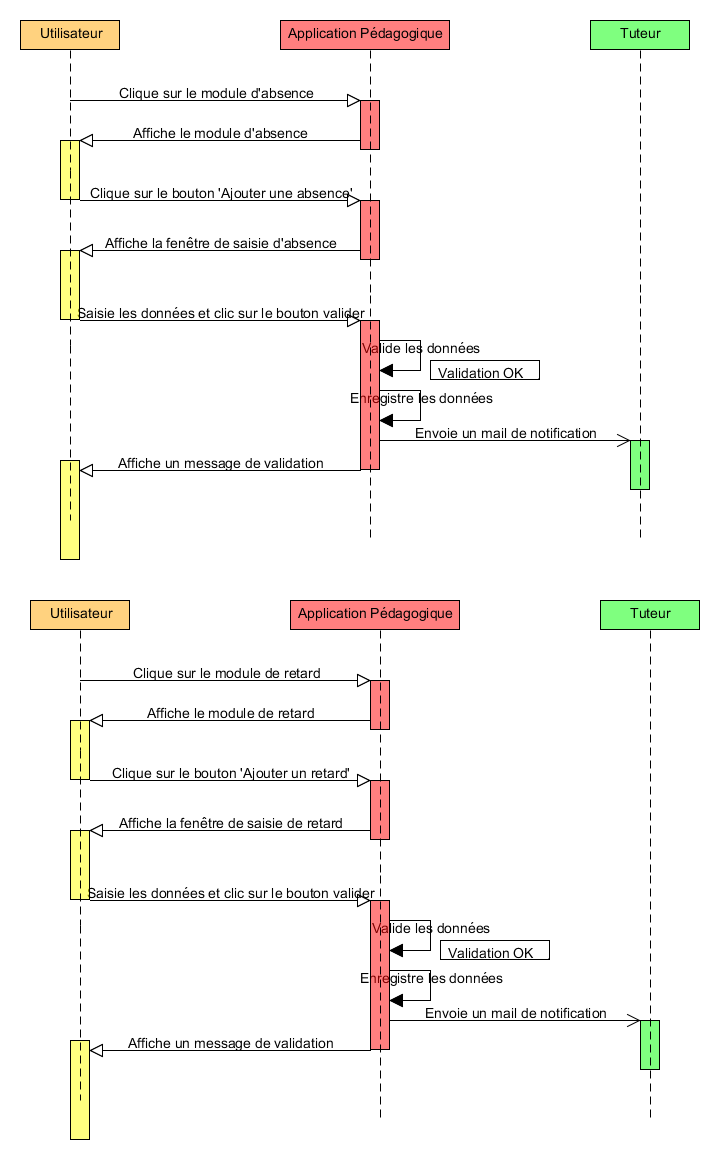 Utilisateur
Application Pédagogique
Tuteur
Clique sur le module d'absence
Affiche le module d'absence
Clique sur le bouton 'Ajouter une absence'
Affiche la fenêtre de saisie d'absence
Saisie les données et clic sur le bouton valider
Valide les données
Validation OK
Enregistre les données
Envoie un mail de notification
Affiche un message de validation
Utilisateur
Application Pédagogique
Tuteur
Clique sur le module de retard
Affiche le module de retard
Clique sur le bouton 'Ajouter un retard'
Affiche la fenêtre de saisie de retard
Saisie les données et clic sur le bouton valider
Valide les données
Validation OK
Enregistre les données
Envoie un mail de notification
Affiche un message de validation